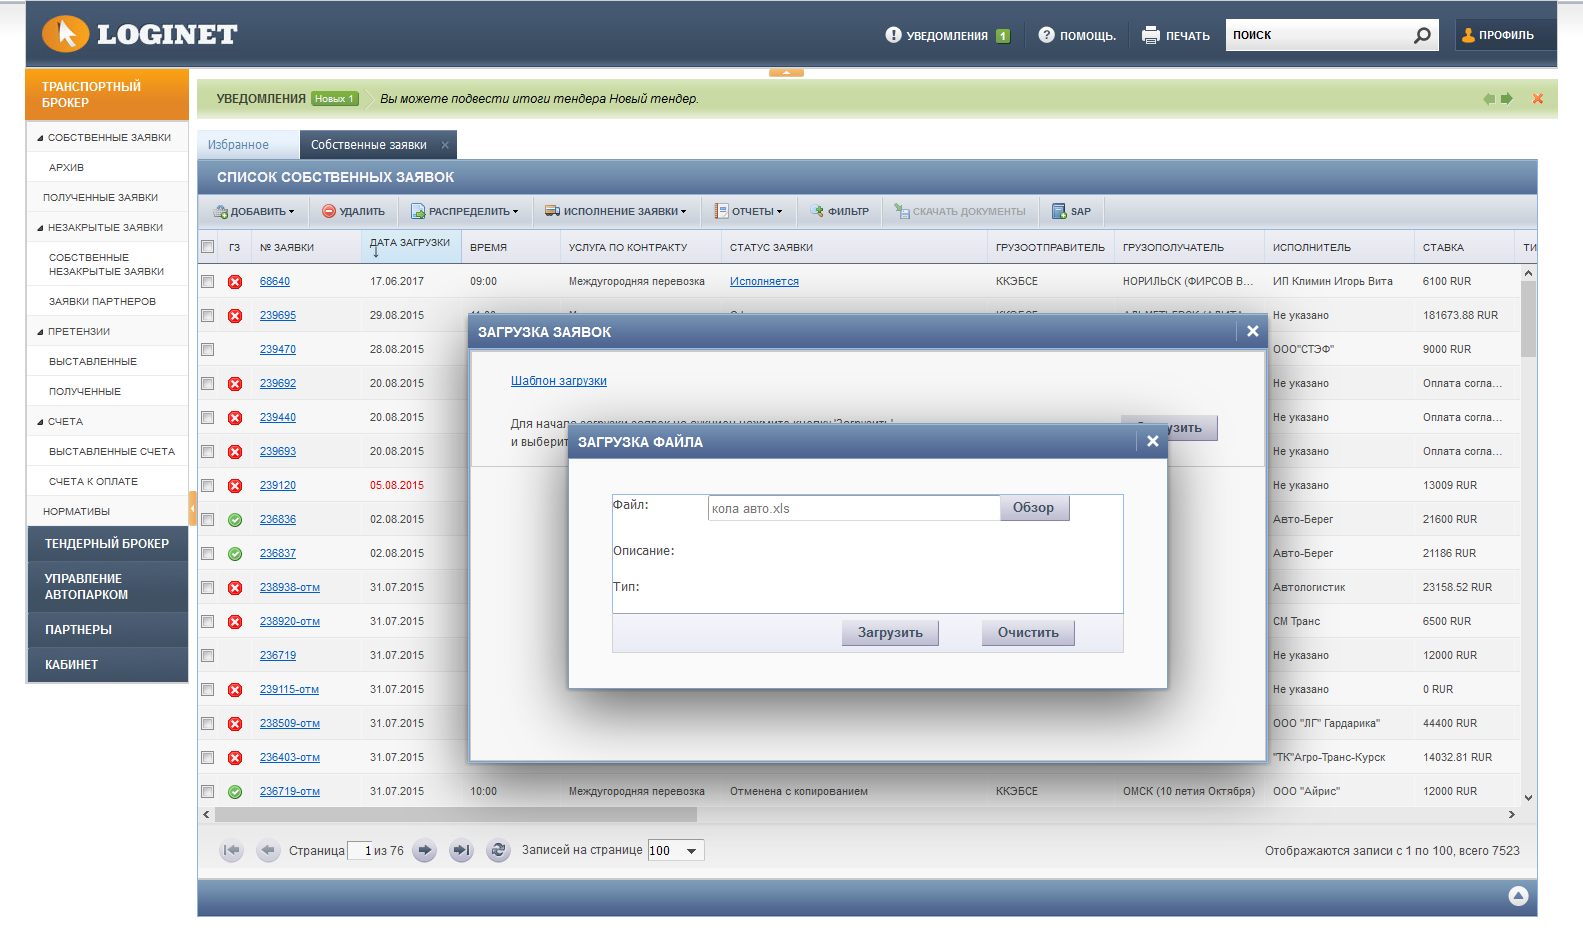 LOGINET
УВЕДОМЛЕНИЯ 1
ПОМОЩЬ.
ПЕЧАТЬ
ПОИСК
ПРОФИЛЬ
ТРАНСПОРТНЫЙ
БРОКЕР
СОБСТВЕННЫЕ ЗАЯВКИ
АРХИВ
ПОЛУЧЕННЫЕ ЗАЯВКИ
НЕЗАКРЫТЫЕ ЗАЯВКИ
СОБСТВЕННЫЕ
НЕЗАКРЫТЫЕ ЗАЯВКИ
ЗАЯВКИ ПАРТНЕРОВ
ПРЕТЕНЗИИ
ВЫСТАВЛЕННЫЕ
ПОЛУЧЕННЫЕ
СЧЕТА
ВЫСТАВЛЕННЫЕ СЧЕТА
СЧЕТА К ОПЛАТЕ
НОРМАТИВЫ
ТЕНДЕРНЫЙ БРОКЕР
УПРАВЛЕНИЕ
АВТОПАРКОМ
ПАРТНЕРЫ
КАБИНЕТ
УВЕДОМЛЕНИЯ Новых 1 Вы можете подвести итоги тендера Новый тендер.
Избранное Собственные заявки
СПИСОК СОБСТВЕННЫХ ЗАЯВОК
ДОБАВИТЬ УДАЛИТЬ РАСПРЕДЕЛИТЬ ИСПОЛНЕНИЕ ЗАЯВКИ ОТЧЕТЫ ФИЛЬТР СКАЧАТЬ ДОКУМЕНТЫ SAP
ГЗ № ЗАЯВКИ ДАТА ЗАГРУЗКИ ↓ ВРЕМЯ УСЛУГА ПО КОНТРАКТУ СТАТУС ЗАЯВКИ ГРУЗООТПРАВИТЕЛЬ ГРУЗОПОЛУЧАТЕЛЬ ИСПОЛНИТЕЛЬ СТАВКА ТИ
68640 17.06.2017 09:00 Междугородняя перевозка Исполняется ККЭБСЕ НОРИЛЬСК (ФИРСОВ В... ИП Климин Игорь Вита 6100 RUR
239695 29.08.2015 Не указано 181673.88 RUR
239470 28.08.2015 ООО"СТЭФ" 9000 RUR
239692 20.08.2015 Не указано Оплата согла...
239440 20.08.2015 Не указано Оплата согла...
239693 20.08.2015 Не указано Оплата согла...
239120 05.08.2015 Не указано 13009 RUR
236836 02.08.2015 Авто-Берег 21600 RUR
236837 02.08.2015 Авто-Берег 21186 RUR
238938-отм 31.07.2015 Автологистик 23158.52 RUR
238920-отм 31.07.2015 СМ Транс 6500 RUR
236719 31.07.2015 Не указано 12000 RUR
239115-отм 31.07.2015 Не указано 0 RUR
238509-отм 31.07.2015 ООО "ЛГ" Гардарика" 44400 RUR
236403-отм 31.07.2015 "ТК"Агро-Транс-Курск 14032.81 RUR
236719-отм 31.07.2015 10:00 Междугородняя перевозка Отменена с копированием ККЭБСЕ ОМСК (10 летия Октября) ООО "Айрис" 12000 RUR
ЗАГРУЗКА ЗАЯВОК
Шаблон загрузки
Для начала загрузки заявок на аукцион нажмите кнопку 'Загрузить'
и выберит
узить
ЗАГРУЗКА ФАЙЛА
Файл: кола авто.xls Обзор
Описание:
Тип:
Загрузить Очистить
Страница 1 из 76 Записей на странице 100 Отображаются записи с 1 по 100, всего 7523